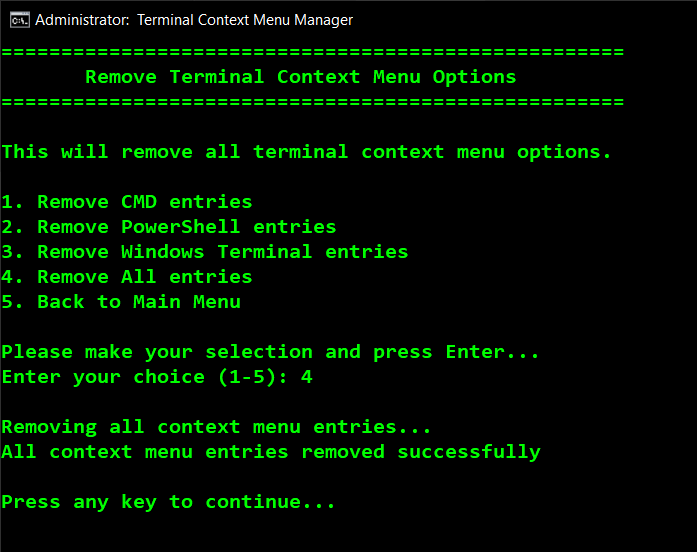 Administrator:  Terminal Context Menu Manager
====================================================
       Remove Terminal Context Menu Options
====================================================
This will remove all terminal context menu options.
1. Remove CMD entries
2. Remove PowerShell entries
3. Remove Windows Terminal entries
4. Remove All entries
5. Back to Main Menu
Please make your selection and press Enter...
Enter your choice (1-5): 4
Removing all context menu entries...
All context menu entries removed successfully
Press any key to continue...